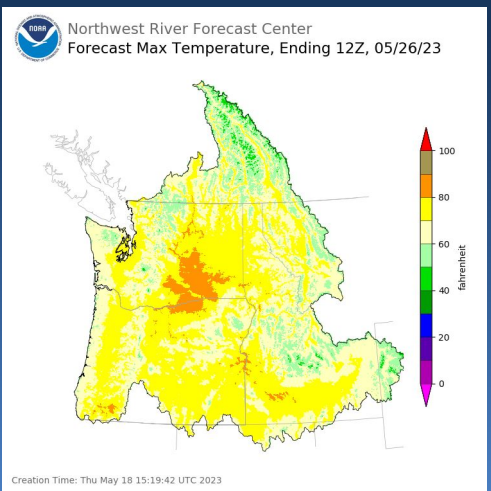 NOAA
Northwest River Forecast Center
Forecast Max Temperature, Ending 12Z, 05/26/23
100
80
60
40
20
0
fahrenheit
Creation Time: Thu May 18 15:19:42 UTC 2023